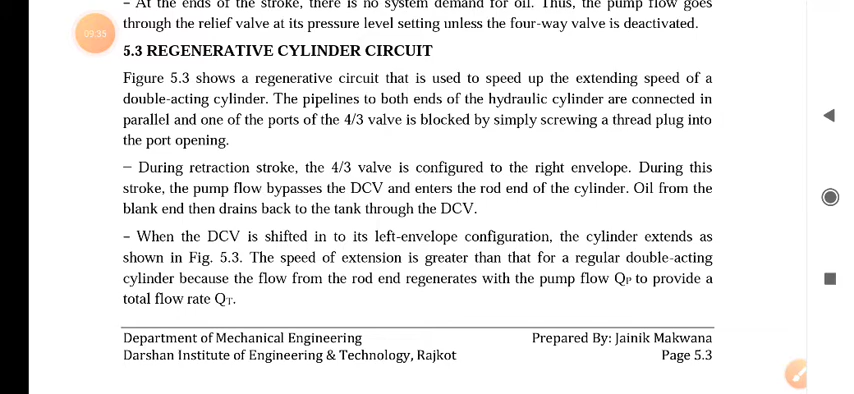 – At the ends of the stroke, there is no system demand for oil. Thus, the pump flow goes
through the relief valve at its pressure level setting unless the four-way valve is deactivated.
09:35
5.3 REGENERATIVE CYLINDER CIRCUIT
Figure 5.3 shows a regenerative circuit that is used to speed up the extending speed of a
double-acting cylinder. The pipelines to both ends of the hydraulic cylinder are connected in
parallel and one of the ports of the 4/3 valve is blocked by simply screwing a thread plug into
the port opening.
– During retraction stroke, the 4/3 valve is configured to the right envelope. During this
stroke, the pump flow bypasses the DCV and enters the rod end of the cylinder. Oil from the
blank end then drains back to the tank through the DCV.
– When the DCV is shifted in to its left-envelope configuration, the cylinder extends as
shown in Fig. 5.3. The speed of extension is greater than that for a regular double-acting
cylinder because the flow from the rod end regenerates with the pump flow QP to provide a
total flow rate QT.
Department of Mechanical Engineering Prepared By: Jainik Makwana
Darshan Institute of Engineering & Technology, Rajkot Page 5.3